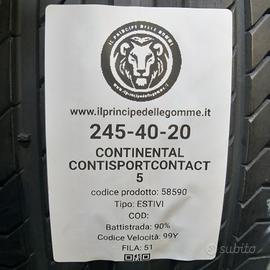 IL PRINCIPE DELLE GOMME
www.ilprincipedellegomme.it
245-40-20
CONTINENTAL
CONTISPORTCONTACT
5
codice prodotto: 58590
Tipo: ESTIVI
COD:
Battistrada: 90%
Codice Velocità: 99Y
FILA: 51
subito